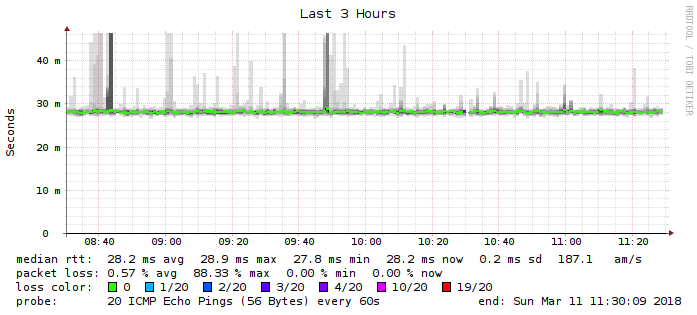 Last 3 Hours
RRDTOOL / TOBI OETIKER
Seconds
40 m
30 m
20 m
10 m
0
08:40 09:00 09:20 09:40 10:00 10:20 10:40 11:00 11:20
median rtt: 28.2 ms avg 28.9 ms max 27.8 ms min 28.2 ms now 0.2 ms sd 187.1 am/s
packet loss: 0.57 % avg 88.33 % max 0.00 % min 0.00 % now
loss color: 0 1/20 2/20 3/20 4/20 10/20 19/20
probe: 20 ICMP Echo Pings (56 Bytes) every 60s end: Sun Mar 11 11:30:09 2018